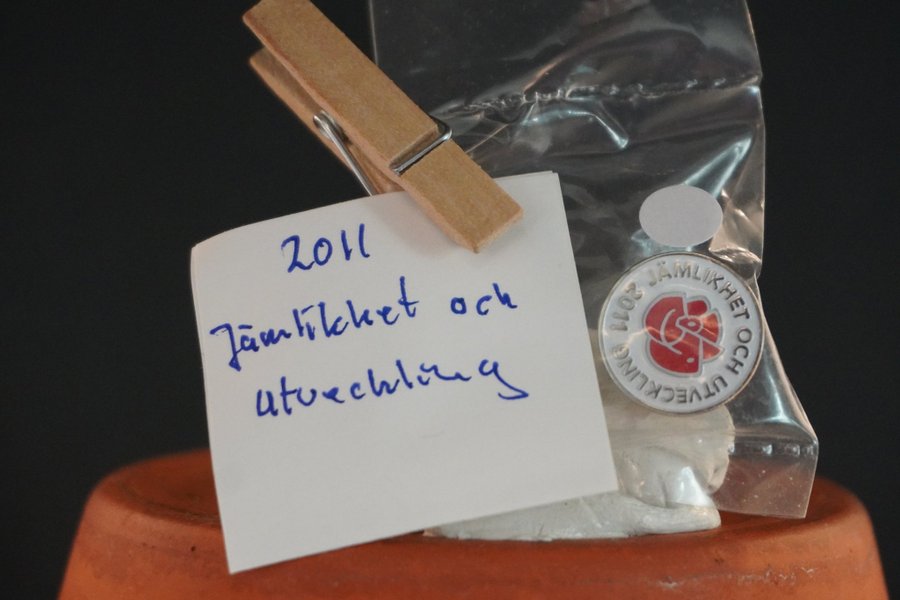 2011
Jämlikhet och
utveckling
2011 JÄMLIKHET OCH UTVECKLING